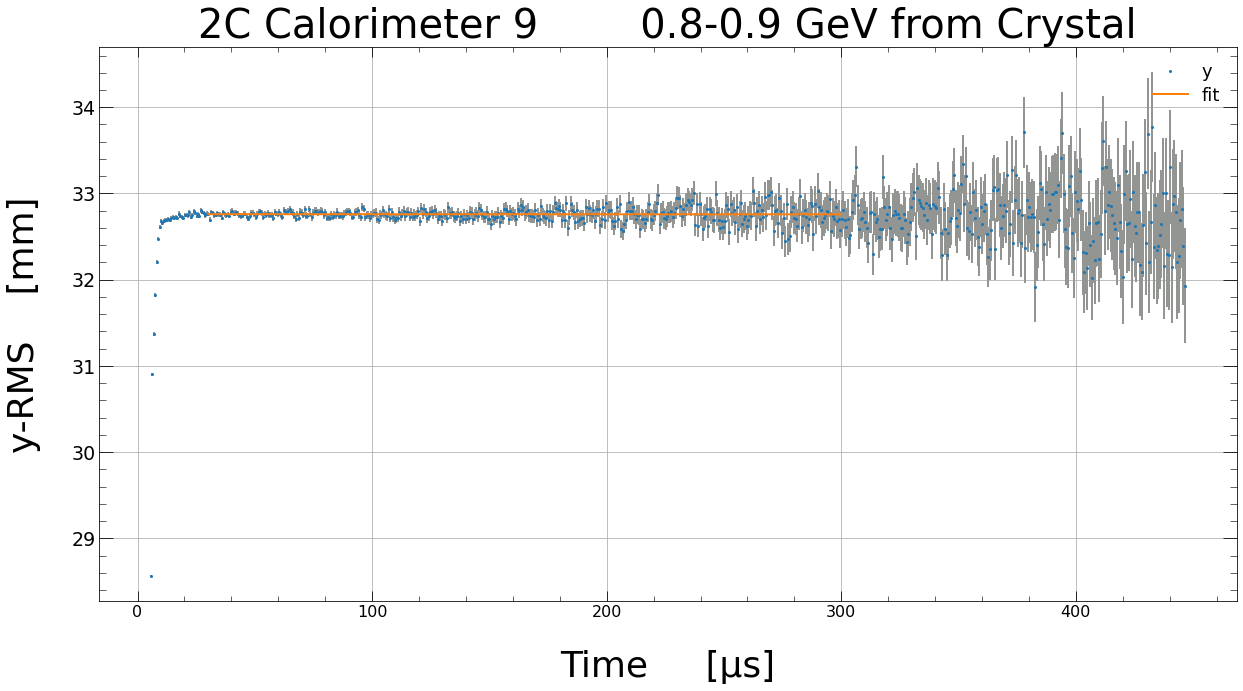 2C Calorimeter 9 0.8-0.9 GeV from Crystal
y
fit
y-RMS [mm]
34
33
32
31
30
29
0 100 200 300 400
Time [µs]